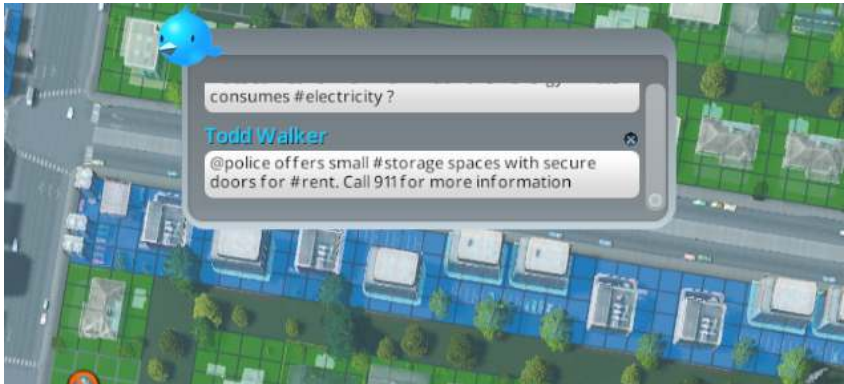 consumes #electricity ?
Todd Walker
@police offers small #storage spaces with secure
doors for #rent. Call 911 for more information